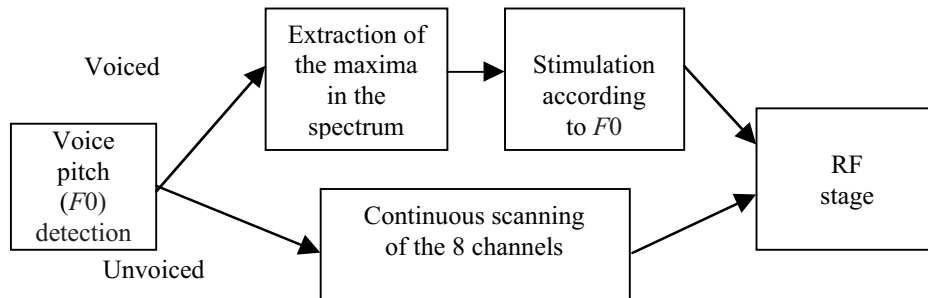 Voiced
Extraction of
the maxima
in the
spectrum
Stimulation
according
to F0
Voice
pitch
(F0)
detection
RF
stage
Continuous scanning
of the 8 channels
Unvoiced